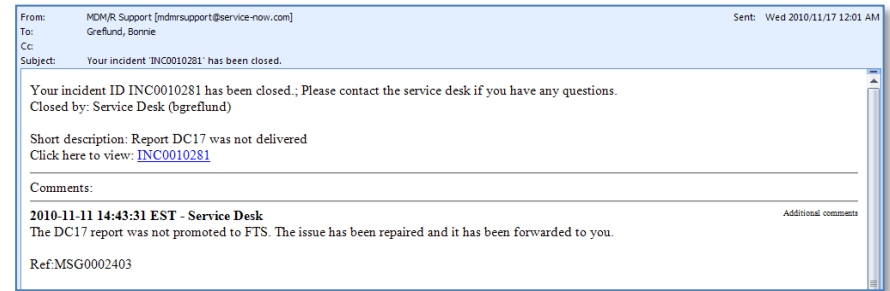 From: MDM/R Support [mdmrsupport@service-now.com] Sent: Wed 2010/11/17 12:01 AM
To: Greflund, Bonnie
Cc:
Subject: Your incident 'INC0010281' has been closed.
Your incident ID INC0010281 has been closed.; Please contact the service desk if you have any questions.
Closed by: Service Desk (bgreflund)
Short description: Report DC17 was not delivered
Click here to view: INC0010281
Comments:
2010-11-11 14:43:31 EST - Service Desk Additional comments
The DC17 report was not promoted to FTS. The issue has been repaired and it has been forwarded to you.
Ref:MSG0002403